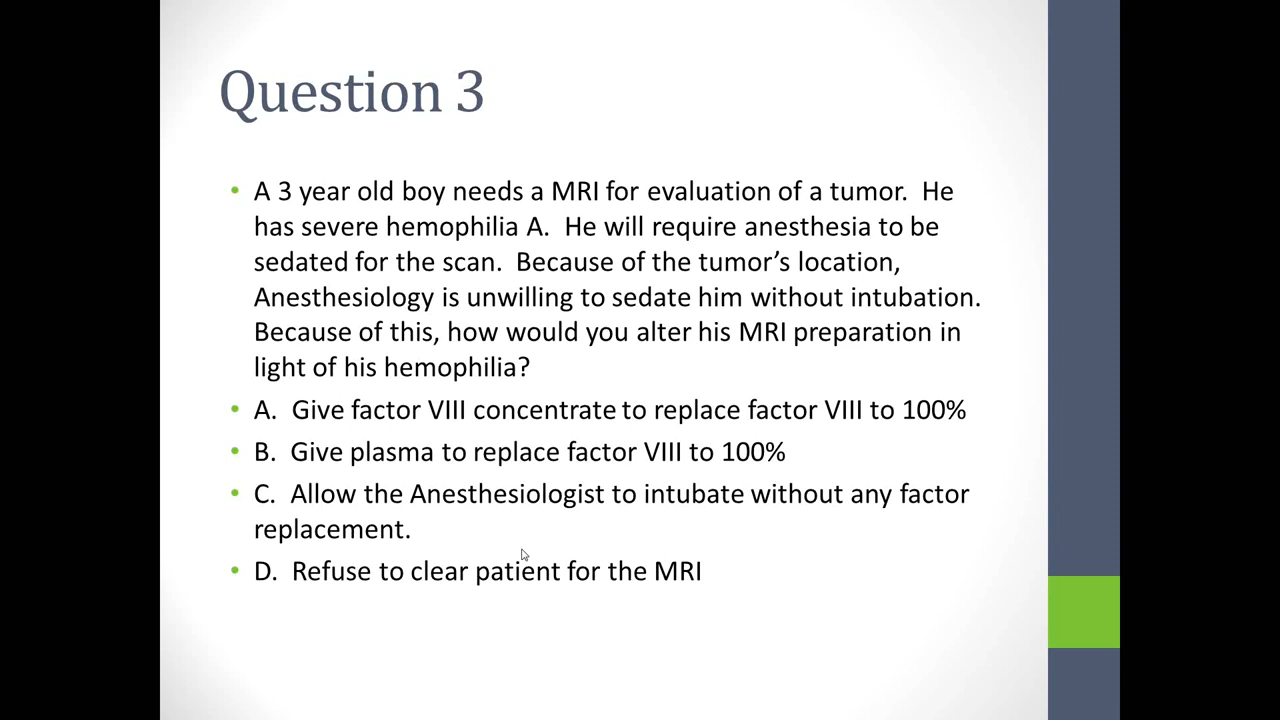 Question 3
• A 3 year old boy needs a MRI for evaluation of a tumor.  He
has severe hemophilia A.  He will require anesthesia to be
sedated for the scan.  Because of the tumor’s location,
Anesthesiology is unwilling to sedate him without intubation.
Because of this, how would you alter his MRI preparation in
light of his hemophilia?
• A.  Give factor VIII concentrate to replace factor VIII to 100%
• B.  Give plasma to replace factor VIII to 100%
• C.  Allow the Anesthesiologist to intubate without any factor
replacement.
• D.  Refuse to clear patient for the MRI